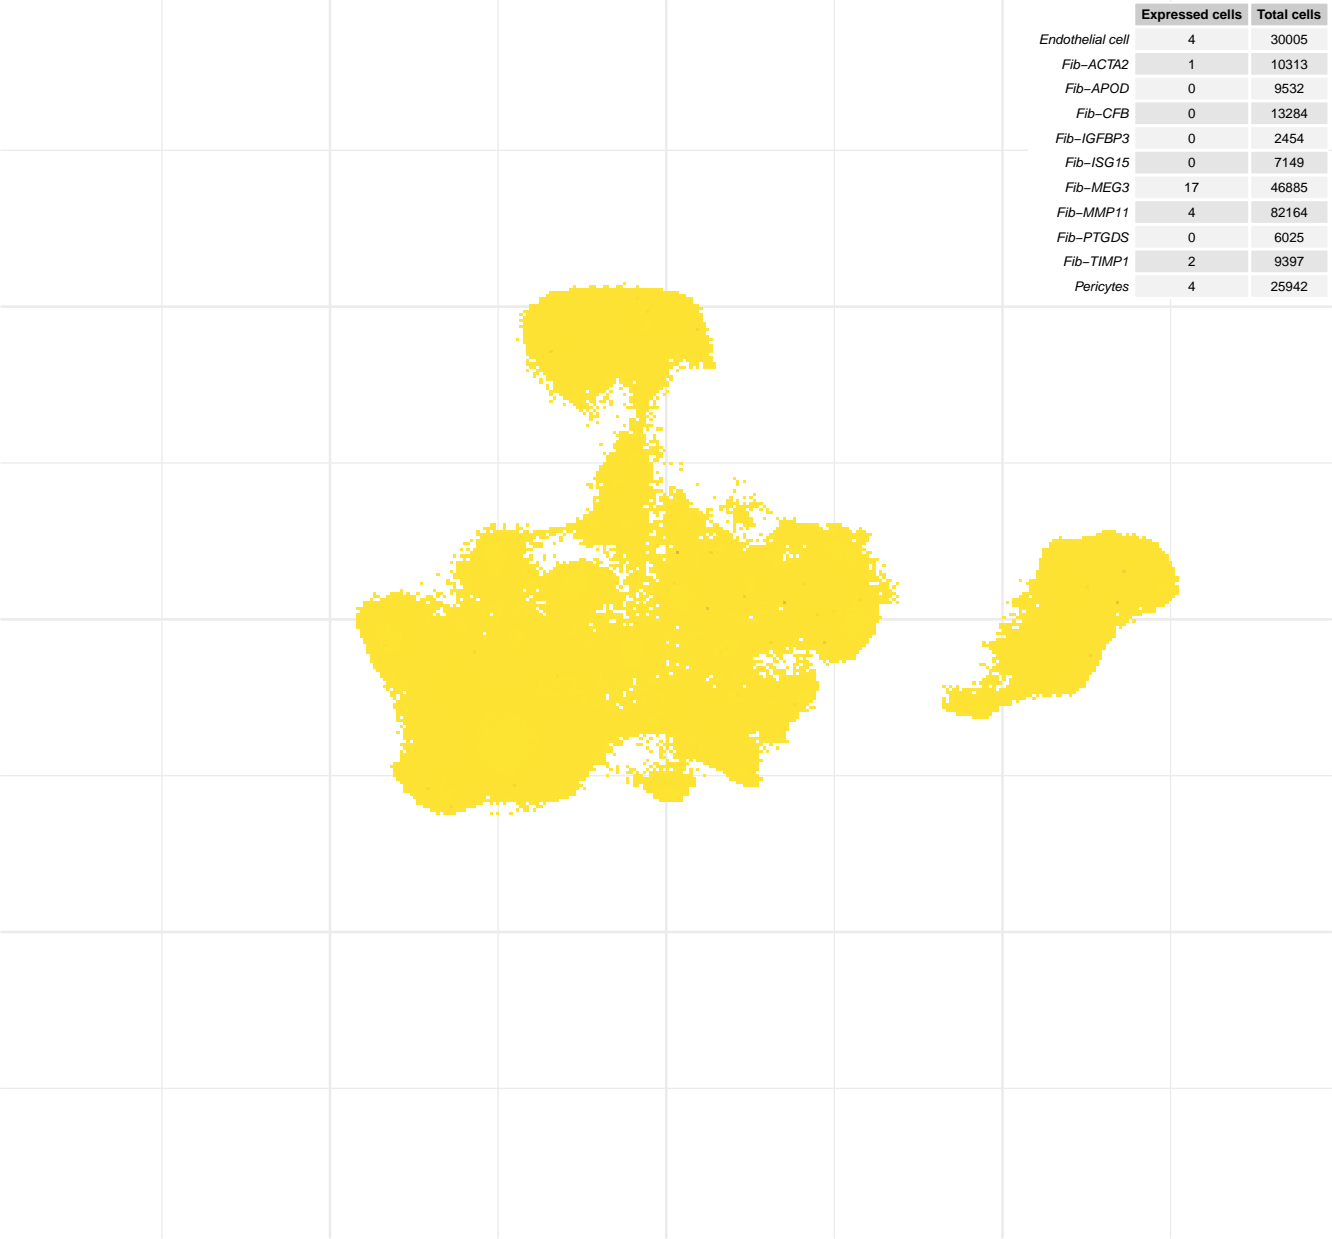 Expressed cells Total cells
Endothelial cell 4 30005
Fib−ACTA2 1 10313
Fib−APOD 0 9532
Fib−CFB 0 13284
Fib−IGFBP3 0 2454
Fib−ISG15 0 7149
Fib−MEG3 17 46885
Fib−MMP11 4 82164
Fib−PTGDS 0 6025
Fib−TIMP1 2 9397
Pericytes 4 25942